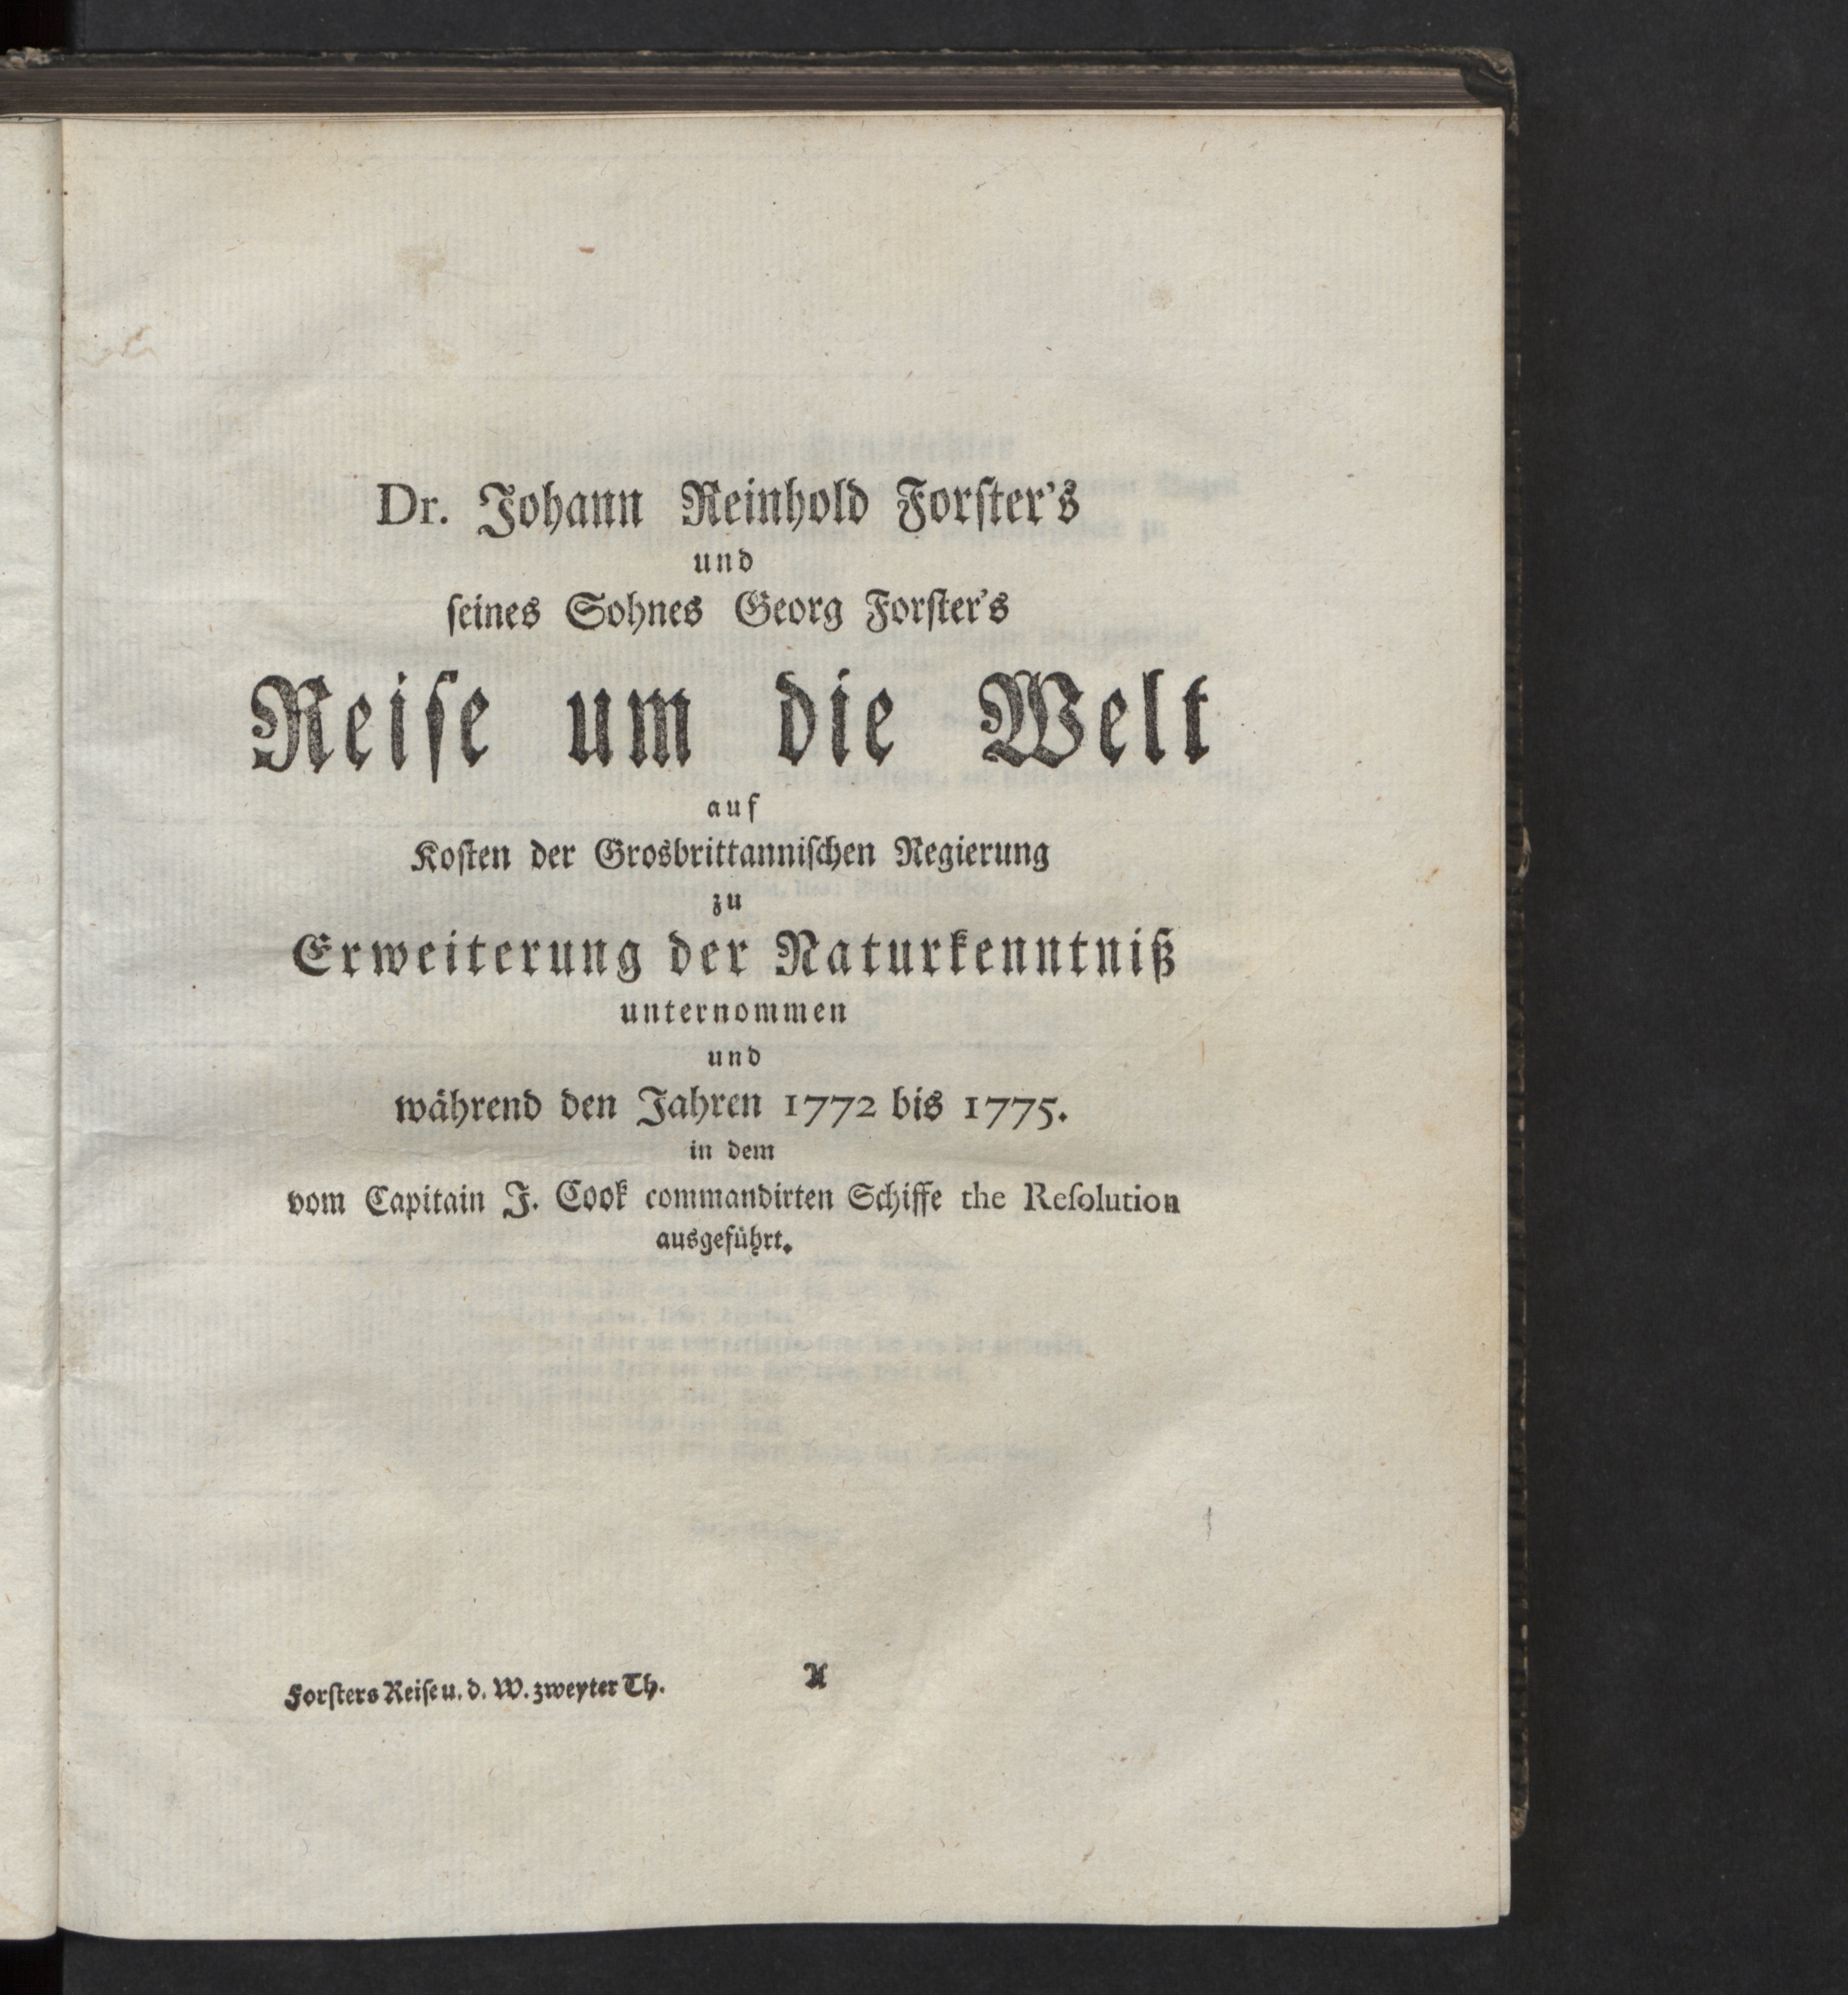 Dr. Johann Reinhold Forſter's
und
ſeines Sohnes Georg Forſter's
Reiſe um die Welt
auf
Koſten der Grosbrittanniſchen Regierung
zu
Erweiterung der Naturkenntniß
unternommen
und
während den Jahren 1772 bis 1775.
in dem
vom Capitain J. Cook commandirten Schiffe the Reſolution
ausgeführt.
Forſters Reiſe u. d. W. zweyter Th. A